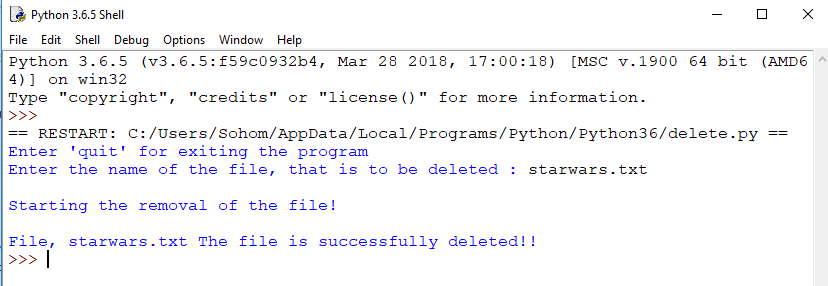 Python 3.6.5 Shell
File Edit Shell Debug Options Window Help
Python 3.6.5 (v3.6.5:f59c0932b4, Mar 28 2018, 17:00:18) [MSC v.1900 64 bit (AMD6
4)] on win32
Type "copyright", "credits" or "license()" for more information.
>>>
== RESTART: C:/Users/Sohom/AppData/Local/Programs/Python/Python36/delete.py ==
Enter 'quit' for exiting the program
Enter the name of the file, that is to be deleted : starwars.txt
Starting the removal of the file!
File, starwars.txt The file is successfully deleted!!
>>>